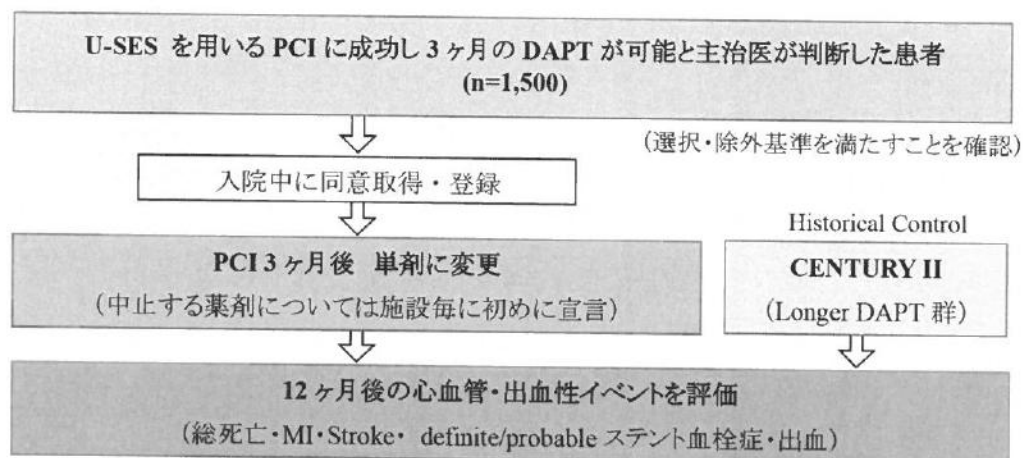 U-SES を用いる PCI に成功し 3 ヶ月の DAPT が可能と主治医が判断した患者
(n=1,500)
(選択・除外基準を満たすことを確認)
入院中に同意取得・登録
Historical Control
PCI 3 ヶ月後 単剤に変更
(中止する薬剤については施設毎に初めに宣言)
CENTURY II
(Longer DAPT 群)
12 ヶ月後の心血管・出血性イベントを評価
(総死亡・MI・Stroke・ definite/probable ステント血栓症・出血)